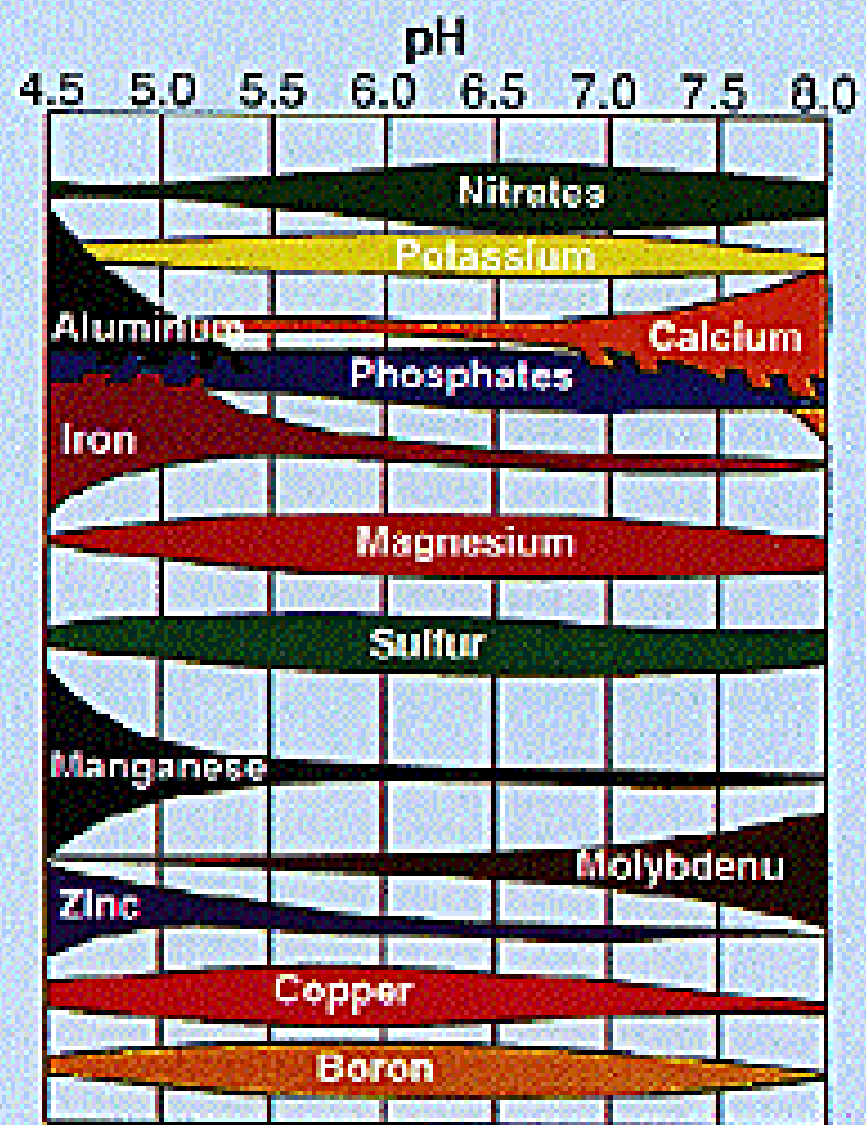 pH
4.5 5.0 5.5 6.0 6.5 7.0 7.5 8.0
Nitrates
Potassium
Aluminum
Calcium
Phosphates
Iron
Magnesium
Sulfur
Manganese
Molybdenu
Zinc
Copper
Boron